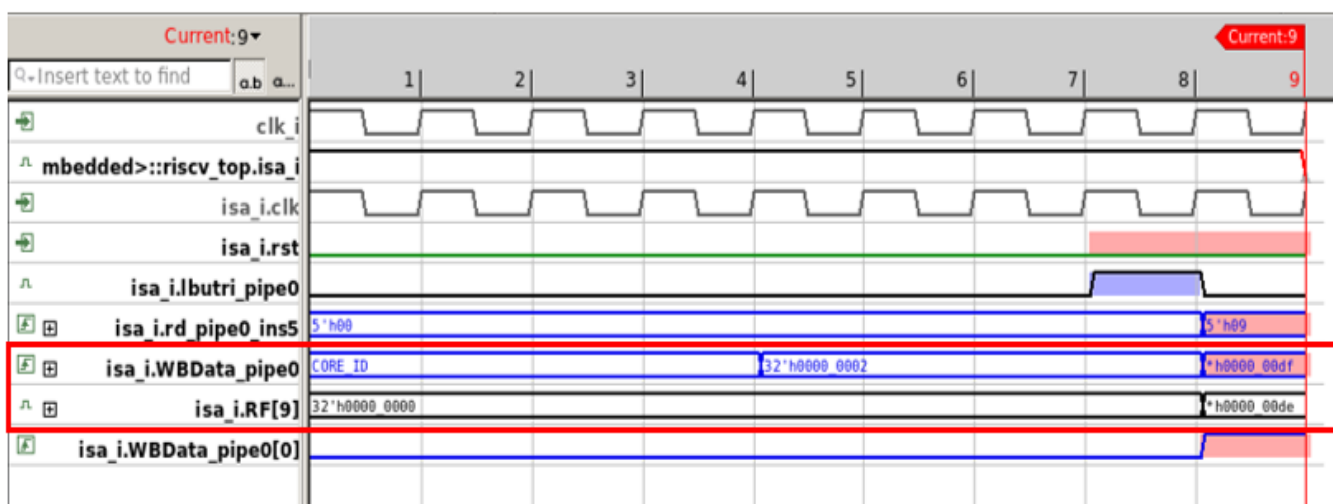 Current:9▾
Current:9
Insert text to find
a.b a...
1 2 3 4 5 6 7 8 9
clk_i
mbedded>::riscv_top.isa_i
isa_i.clk
isa_i.rst
isa_i.lbutri_pipe0
isa_i.rd_pipe0_ins5 5'h00 5'h09
isa_i.WBData_pipe0 CORE_ID 32'h0000_0002 *h0000_00df
isa_i.RF[9] 32'h0000_0000 *h0000_00de
isa_i.WBData_pipe0[0]